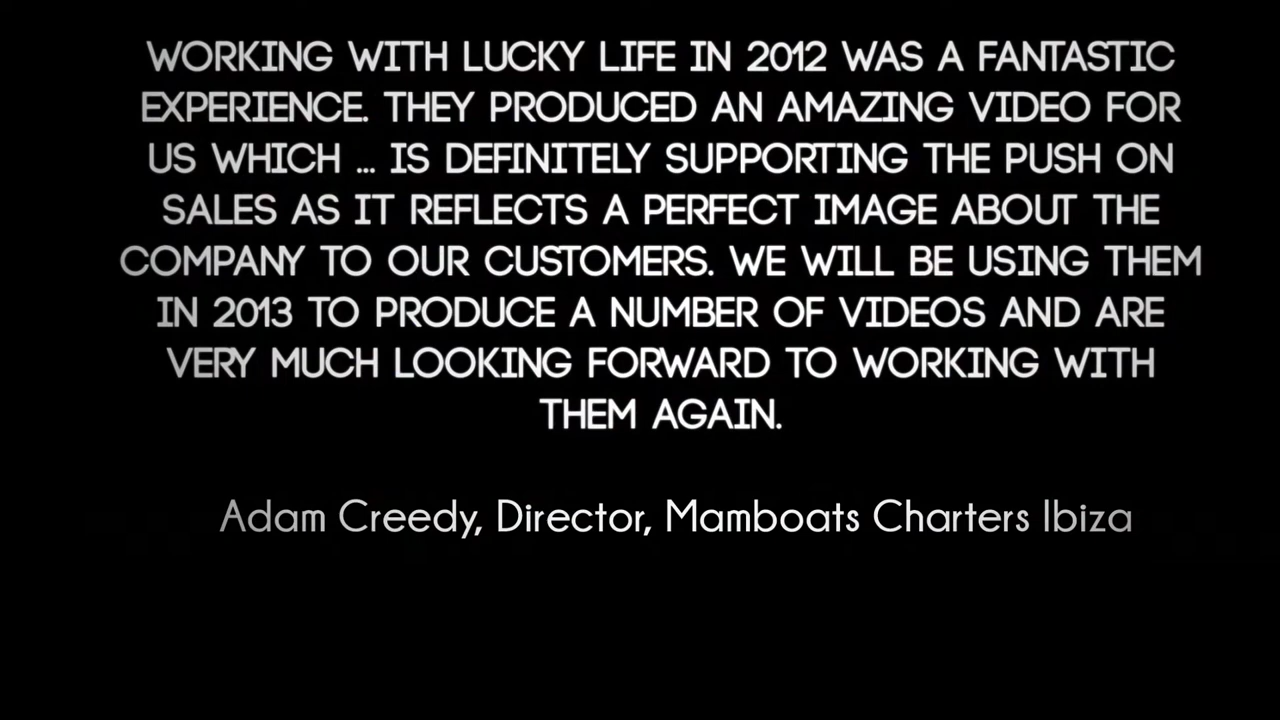 WORKING WITH LUCKY LIFE IN 2012 WAS A FANTASTIC
EXPERIENCE. THEY PRODUCED AN AMAZING VIDEO FOR
US WHICH ... IS DEFINITELY SUPPORTING THE PUSH ON
SALES AS IT REFLECTS A PERFECT IMAGE ABOUT THE
COMPANY TO OUR CUSTOMERS. WE WILL BE USING THEM
IN 2013 TO PRODUCE A NUMBER OF VIDEOS AND ARE
VERY MUCH LOOKING FORWARD TO WORKING WITH
THEM AGAIN.
Adam Creedy, Director, Mamboats Charters Ibiza